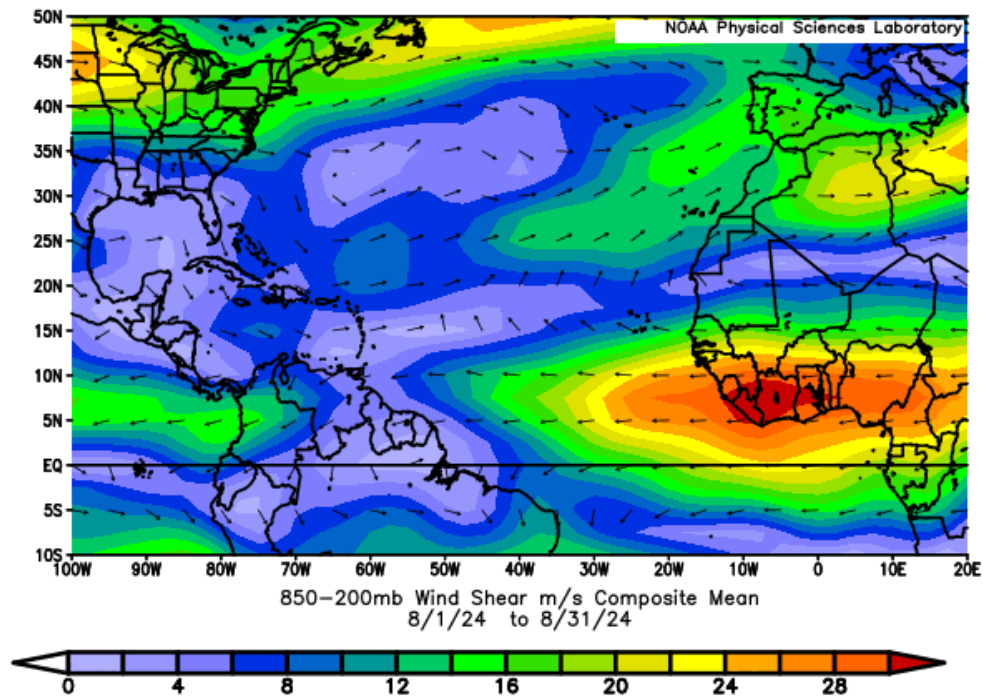 50N
NOAA Physical Sciences Laboratory
45N
40N
35N
30N
25N
20N
15N
10N
5N
EQ
5S
10S
100W 90W 80W 70W 60W 50W 40W 30W 20W 10W 0 10E 20E
850-200mb Wind Shear m/s Composite Mean
8/1/24 to 8/31/24
0 4 8 12 16 20 24 28